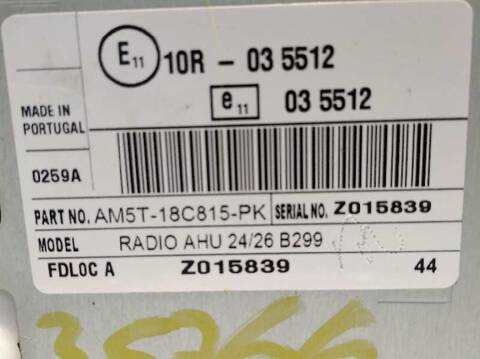 E11 10R - 03 5512
e11 03 5512
MADE IN
PORTUGAL
0259A
PART NO. AM5T-18C815-PK SERIAL NO. Z015839
MODEL RADIO AHU 24/26 B299
FDLOC A Z015839 44
35766